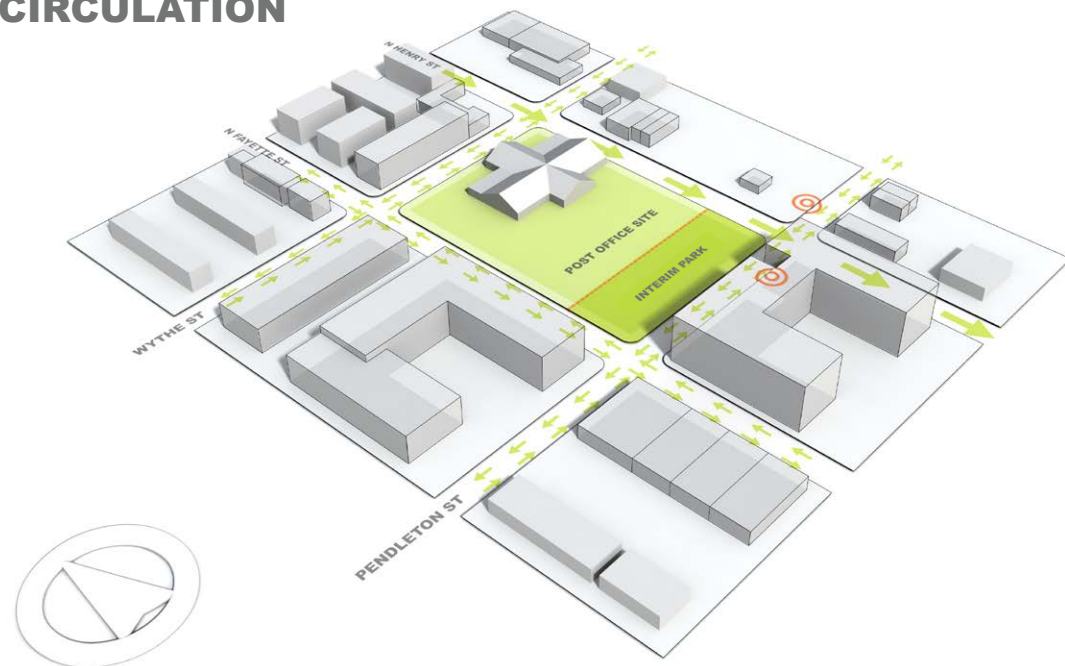 CIRCULATION
N HENRY ST
N FAYETTE ST
POST OFFICE SITE
INTERIM PARK
WYTHE ST
PENDLETON ST